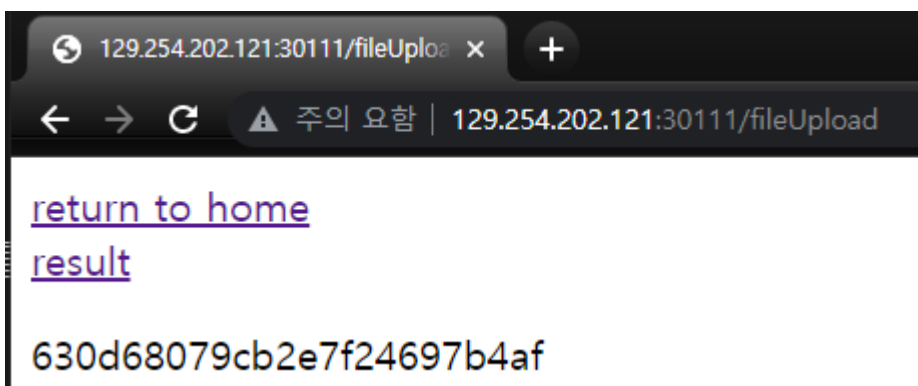 129.254.202.121:30111/fileUploa
주의 요함 129.254.202.121:30111/fileUpload
return to home
result
630d68079cb2e7f24697b4af